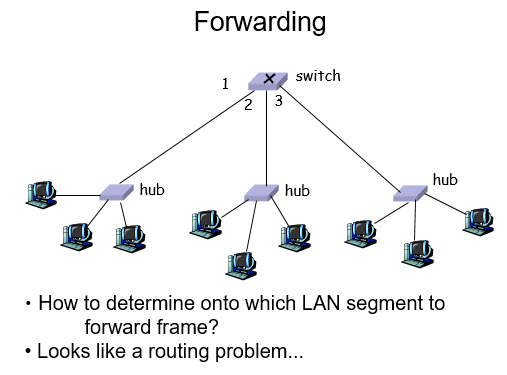 Forwarding
switch
1
2
3
hub
hub
hub
• How to determine onto which LAN segment to
forward frame?
• Looks like a routing problem...